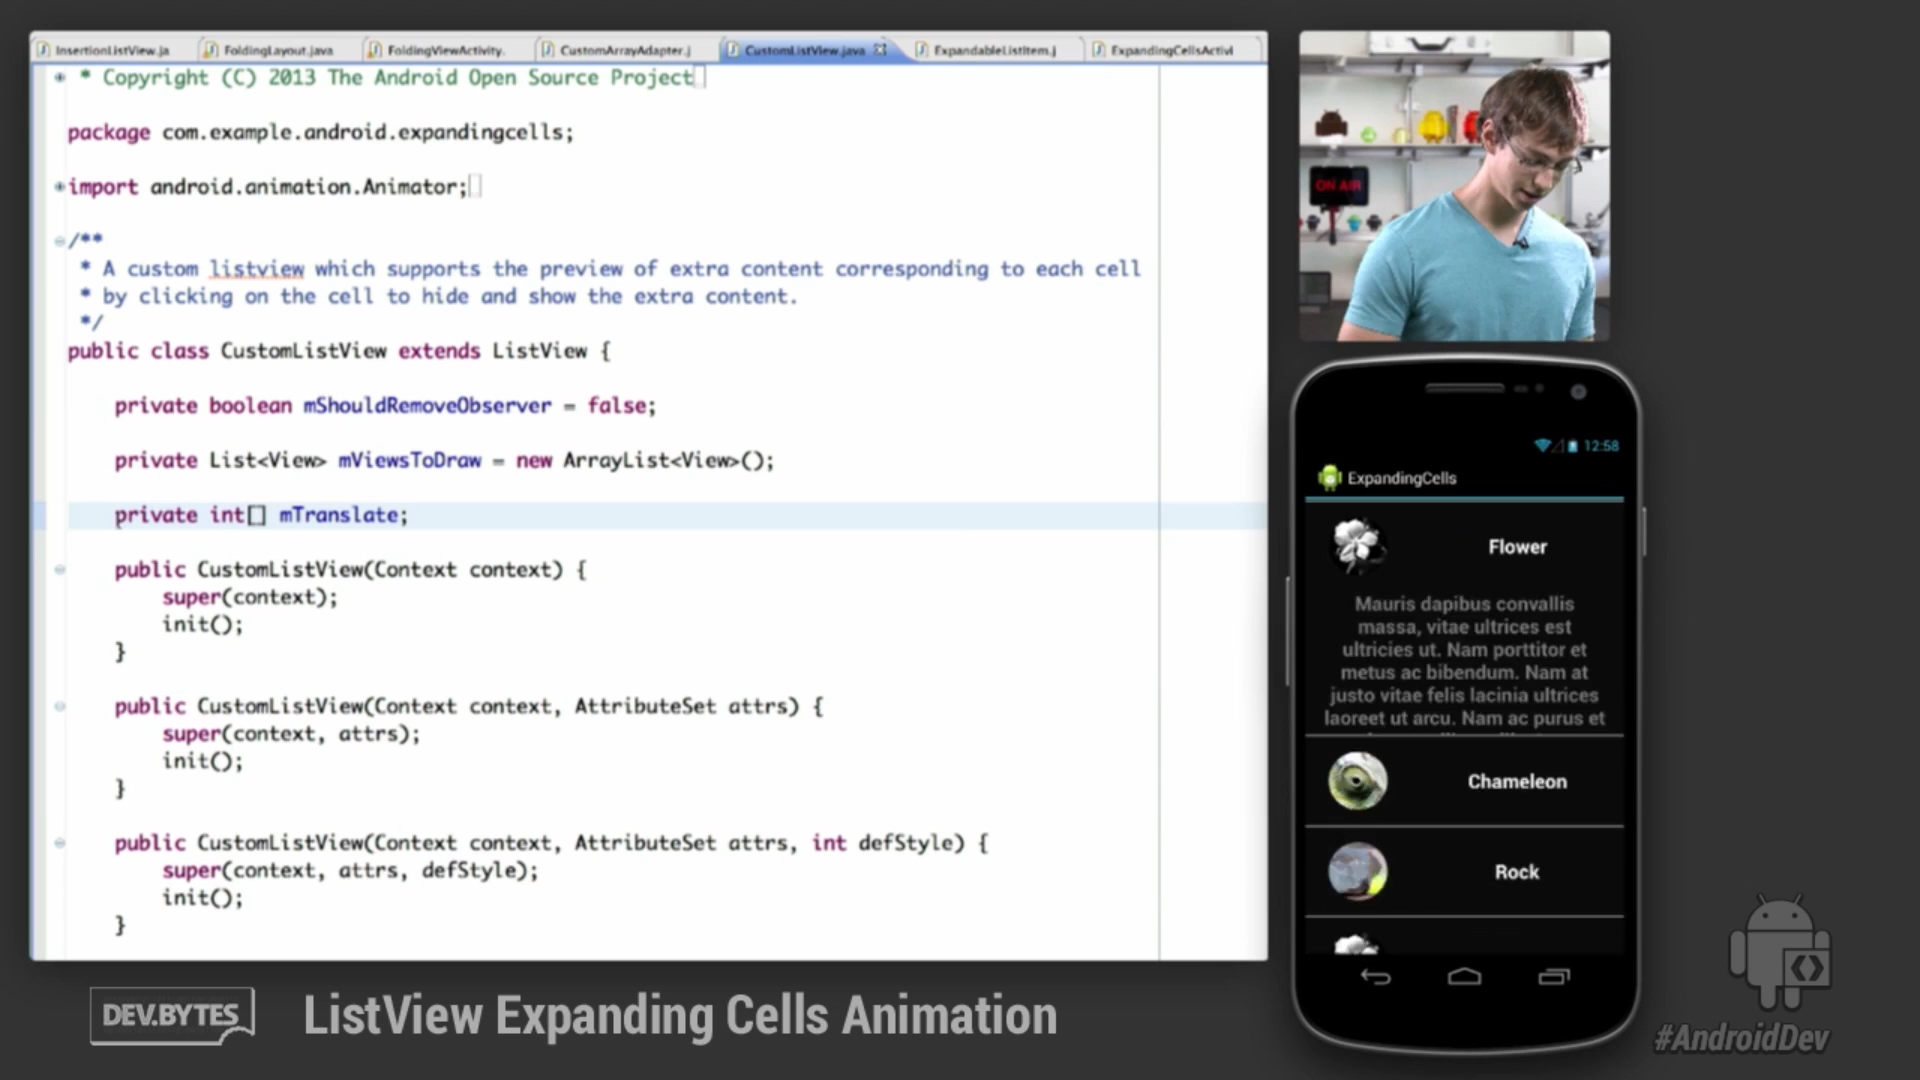 InsertionListView.ja
FoldingLayout.java
FoldingViewActivity.
CustomArrayAdapter.j
CustomListView.java
ExpandableListItem.j
ExpandingCellsActivi
* Copyright (C) 2013 The Android Open Source Project
package com.example.android.expandingcells;
import android.animation.Animator;
/**
* A custom listview which supports the preview of extra content corresponding to each cell
* by clicking on the cell to hide and show the extra content.
*/
public class CustomListView extends ListView {
private boolean mShouldRemoveObserver = false;
private List<View> mViewsToDraw = new ArrayList<View>();
private int[] mTranslate;
public CustomListView(Context context) {
super(context);
init();
}
public CustomListView(Context context, AttributeSet attrs) {
super(context, attrs);
init();
}
public CustomListView(Context context, AttributeSet attrs, int defStyle) {
super(context, attrs, defStyle);
init();
}
ON AIR
12:58
ExpandingCells
Flower
Mauris dapibus convallis
massa, vitae ultrices est
ultricies ut. Nam porttitor et
metus ac bibendum. Nam at
justo vitae felis lacinia ultrices
laoreet ut arcu. Nam ac purus et
Chameleon
Rock
DEV.BYTES
ListView Expanding Cells Animation
#AndroidDev